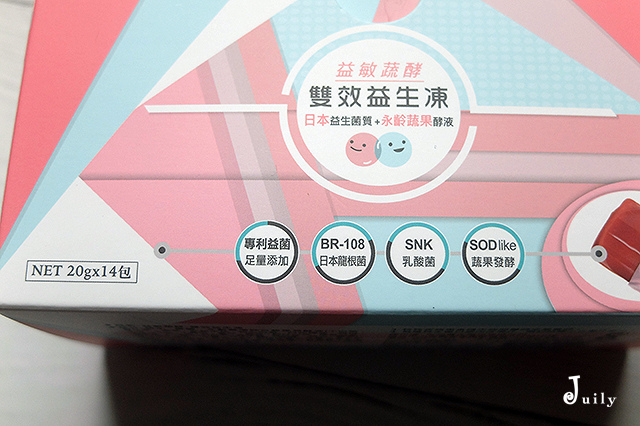 益敏蔬酵
雙效益生凍
日本益生菌質+永齡蔬果酵液
專利益菌
足量添加
BR-108
日本龍根菌
SNK
乳酸菌
SODlike
蔬果發酵
NET 20gx14包
Juily